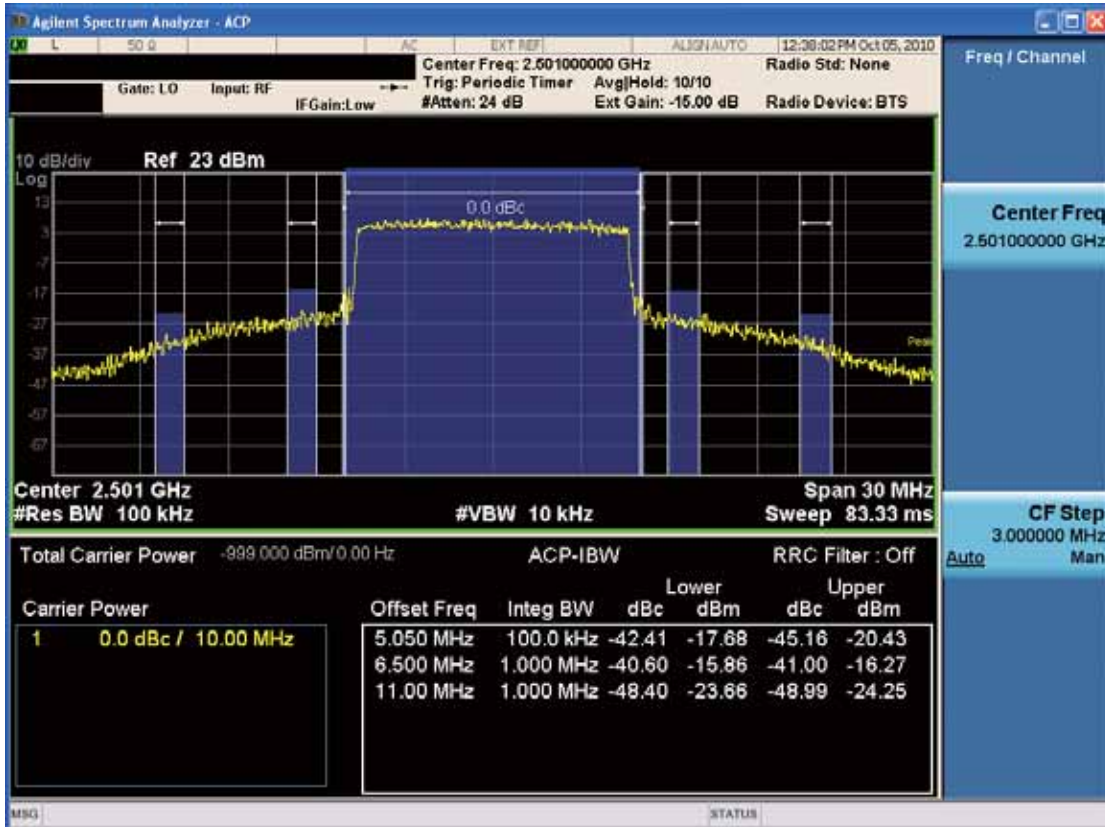 Agilent Spectrum Analyzer - ACP
L 50 Ω AC EXT REF ALIGN AUTO 12:38:02 PM Oct 05, 2010
Center Freq: 2.501000000 GHz Radio Std: None
Gate: LO Input: RF Trig: Periodic Timer Avg|Hold: 10/10
IFGain:Low #Atten: 24 dB Ext Gain: -15.00 dB Radio Device: BTS
10 dB/div Ref 23 dBm
Log
13
3
-7
-17
-27
-37
-47
-57
-67
0.0 dBc
Peak
Center 2.501 GHz Span 30 MHz
#Res BW 100 kHz #VBW 10 kHz Sweep 83.33 ms
Total Carrier Power -999.000 dBm/ 0.00 Hz ACP-IBW RRC Filter : Off
Lower Upper
Carrier Power Offset Freq Integ BW dBc dBm dBc dBm
1 0.0 dBc / 10.00 MHz 5.050 MHz 100.0 kHz -42.41 -17.68 -45.16 -20.43
6.500 MHz 1.000 MHz -40.60 -15.86 -41.00 -16.27
11.00 MHz 1.000 MHz -48.40 -23.66 -48.99 -24.25
MSG STATUS
Freq / Channel
Center Freq
2.501000000 GHz
CF Step
3.000000 MHz
Auto Man